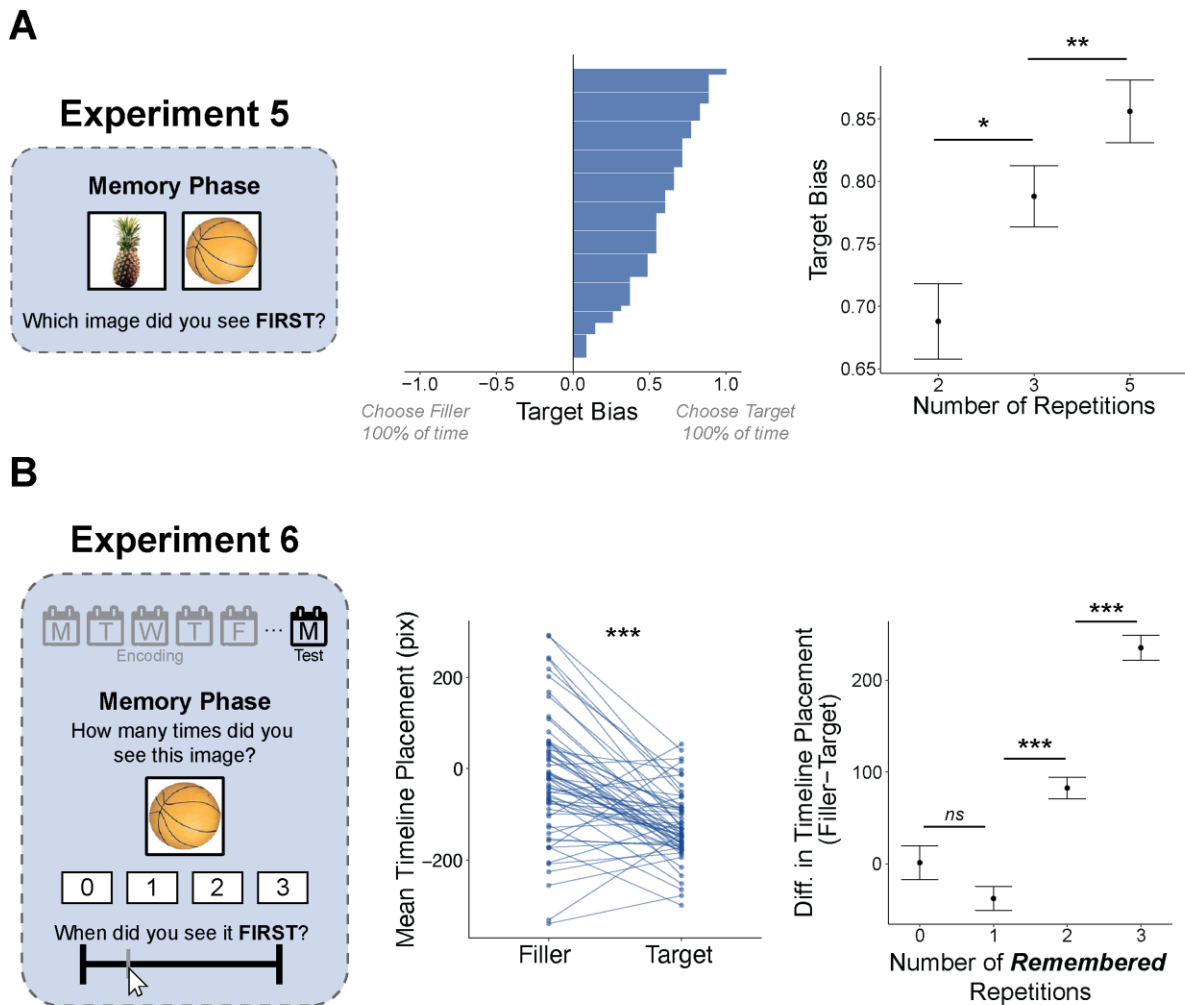 A
Experiment 5
Memory Phase
Which image did you see FIRST?
−1.0
−0.5
0.0
0.5
1.0
Choose Filler
100% of time
Target Bias
Choose Target
100% of time
Target Bias
0.85
0.80
0.75
0.70
0.65
*
**
2
3
5
Number of Repetitions
B
Experiment 6
M T W T F ... M
Encoding
Test
Memory Phase
How many times did you
see this image?
0 1 2 3
When did you see it FIRST?
Mean Timeline Placement (pix)
200
0
−200
***
Filler
Target
Diff. in Timeline Placement
(Filler−Target)
200
100
0
ns
***
***
0
1
2
3
Number of Remembered
Repetitions